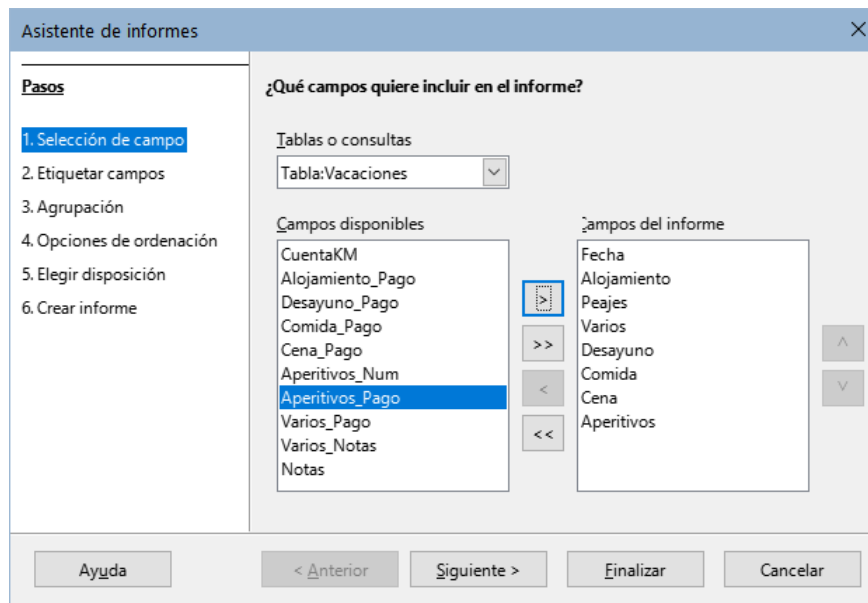 Asistente de informes
Pasos
1. Selección de campo
2. Etiquetar campos
3. Agrupación
4. Opciones de ordenación
5. Elegir disposición
6. Crear informe
¿Qué campos quiere incluir en el informe?
Tablas o consultas
Tabla:Vacaciones
Campos disponibles
CuentaKM
Alojamiento_Pago
Desayuno_Pago
Comida_Pago
Cena_Pago
Aperitivos_Num
Aperitivos_Pago
Varios_Pago
Varios_Notas
Notas
>
>>
<
<<
Campos del informe
Fecha
Alojamiento
Peajes
Varios
Desayuno
Comida
Cena
Aperitivos
Ayuda
< Anterior
Siguiente >
Finalizar
Cancelar